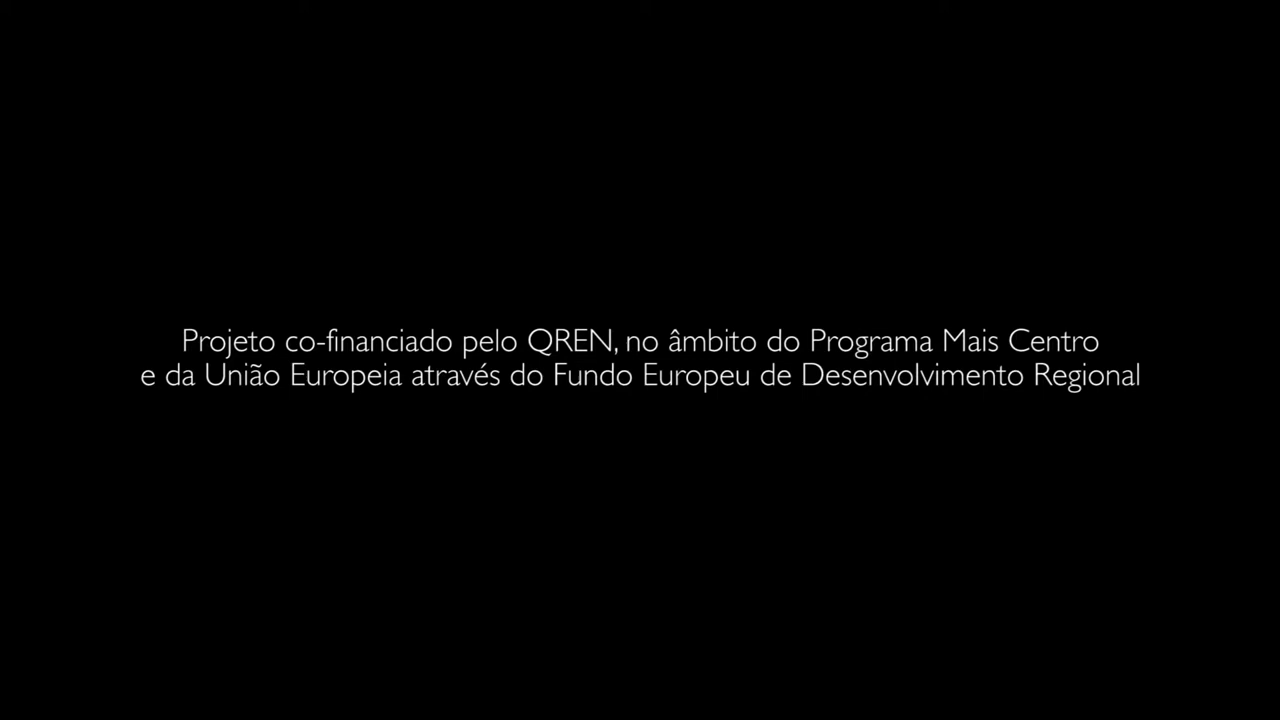 Projeto co-financiado pelo QREN, no âmbito do Programa Mais Centro
e da União Europeia através do Fundo Europeu de Desenvolvimento Regional